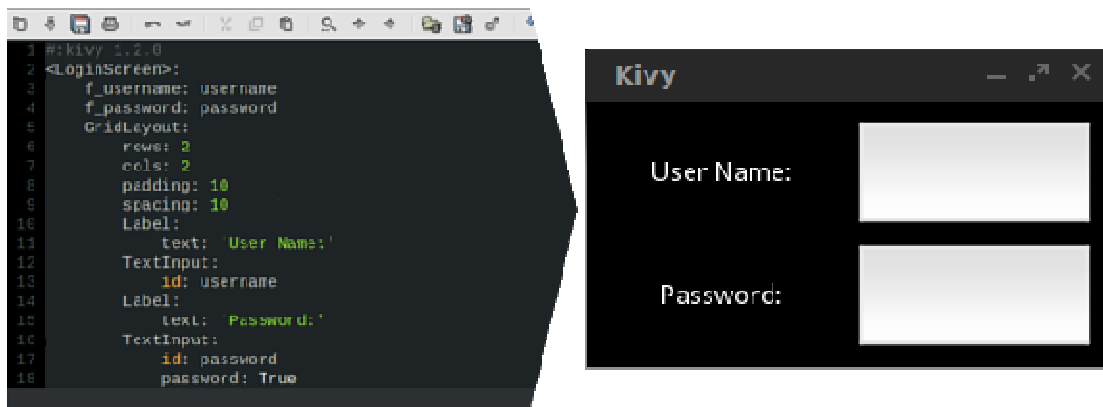 1 #:kivy 1.2.0
2 <LoginScreen>:
3 f_username: username
4 f_password: password
5 GridLayout:
6 rows: 2
7 cols: 2
8 padding: 10
9 spacing: 10
10 Label:
11 text: 'User Name:'
12 TextInput:
13 id: username
14 Label:
15 text: 'Password:'
16 TextInput:
17 id: password
18 password: True
Kivy
User Name:
Password: